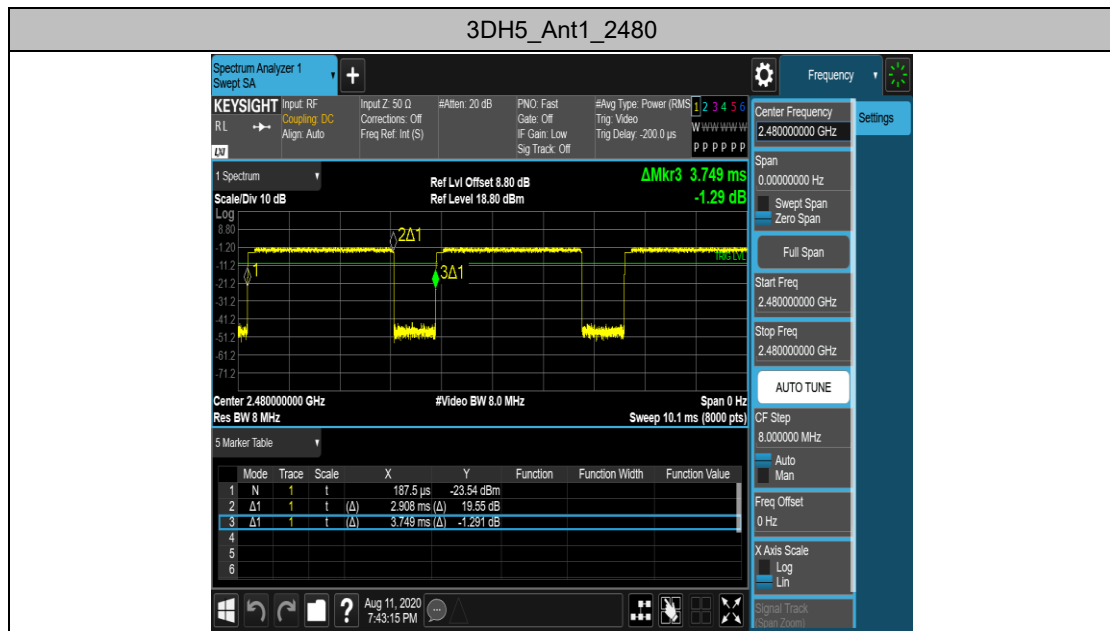 3DH5_Ant1_2480
Spectrum Analyzer 1
Swept SA
Frequency
KEYSIGHT
RL
LXI
Input: RF
Coupling: DC
Align: Auto
Input Z: 50 Ω
Corrections: Off
Freq Ref: Int (S)
#Atten: 20 dB
PNO: Fast
Gate: Off
IF Gain: Low
Sig Track: Off
#Avg Type: Power (RMS
Trig: Video
Trig Delay: -200.0 µs
1 2 3 4 5 6
W W W W W W
P P P P P P
1 Spectrum
Scale/Div 10 dB
Ref Lvl Offset 8.80 dB
Ref Level 18.80 dBm
ΔMkr3 3.749 ms
-1.29 dB
Log
8.80
-1.20
-11.2
-21.2
-31.2
-41.2
-51.2
-61.2
-71.2
1
2Δ1
3Δ1
TRIG LVL
Center 2.480000000 GHz
#Video BW 8.0 MHz
Span 0 Hz
Res BW 8 MHz
Sweep 10.1 ms (8000 pts)
5 Marker Table
Mode Trace Scale X Y Function Function Width Function Value
1 N 1 t 187.5 µs -23.54 dBm
2 Δ1 1 t (Δ) 2.908 ms (Δ) 19.55 dB
3 Δ1 1 t (Δ) 3.749 ms (Δ) -1.291 dB
4
5
6
Aug 11, 2020
7:43:15 PM
Center Frequency
2.480000000 GHz
Settings
Span
0.00000000 Hz
Swept Span
Zero Span
Full Span
Start Freq
2.480000000 GHz
Stop Freq
2.480000000 GHz
AUTO TUNE
CF Step
8.000000 MHz
Auto
Man
Freq Offset
0 Hz
X Axis Scale
Log
Lin
Signal Track
(Span Zoom)